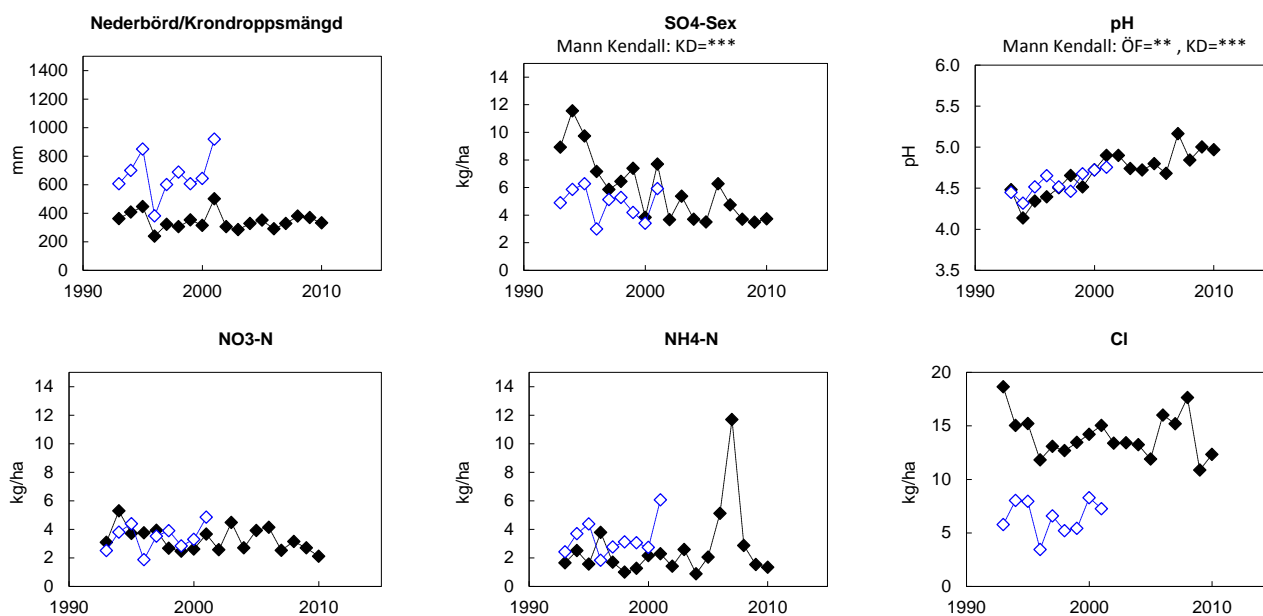 Nederbörd/Krondroppsmängd
1400
1200
1000
800
600
400
200
0
mm
1990 2000 2010
SO4-Sex
Mann Kendall: KD=***
14
12
10
8
6
4
2
0
kg/ha
1990 2000 2010
pH
Mann Kendall: ÖF=** , KD=***
6.0
5.5
5.0
4.5
4.0
3.5
pH
1990 2000 2010
NO3-N
14
12
10
8
6
4
2
0
kg/ha
1990 2000 2010
NH4-N
14
12
10
8
6
4
2
0
kg/ha
1990 2000 2010
Cl
20
15
10
5
0
kg/ha
1990 2000 2010